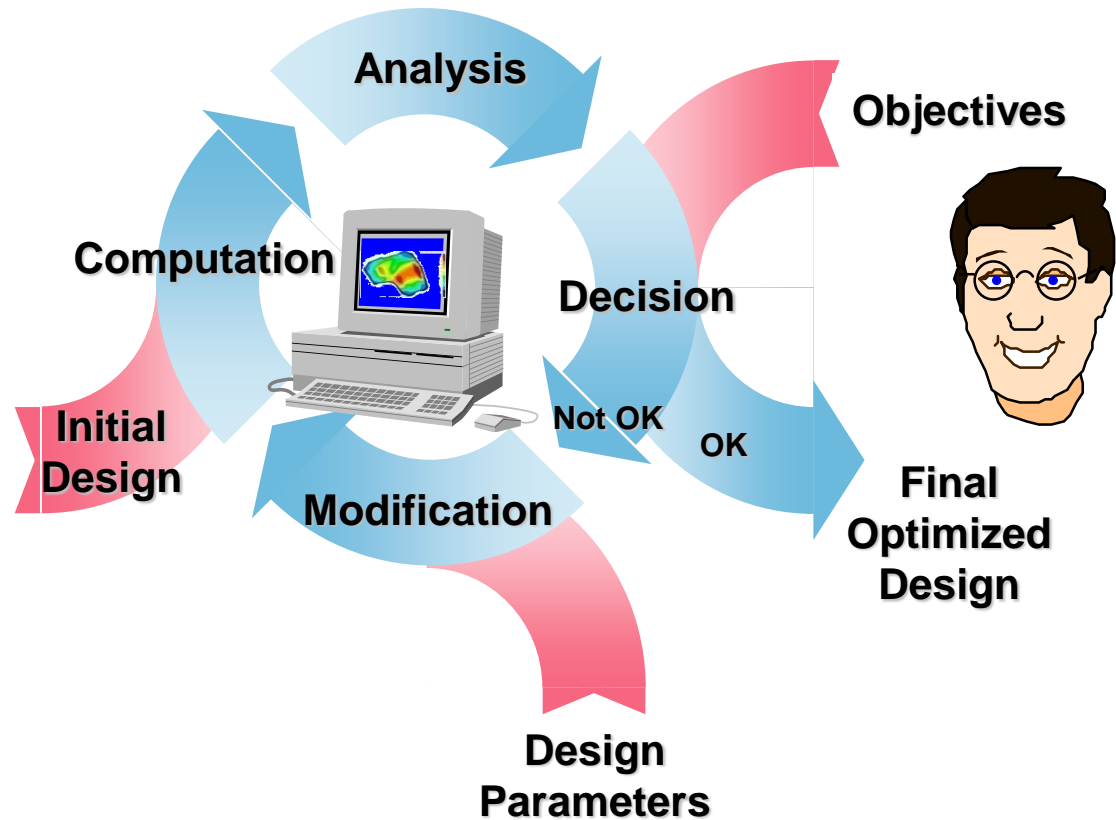 Analysis
Objectives
Computation
Decision
Initial
Design
Not OK
OK
Modification
Final
Optimized
Design
Design
Parameters